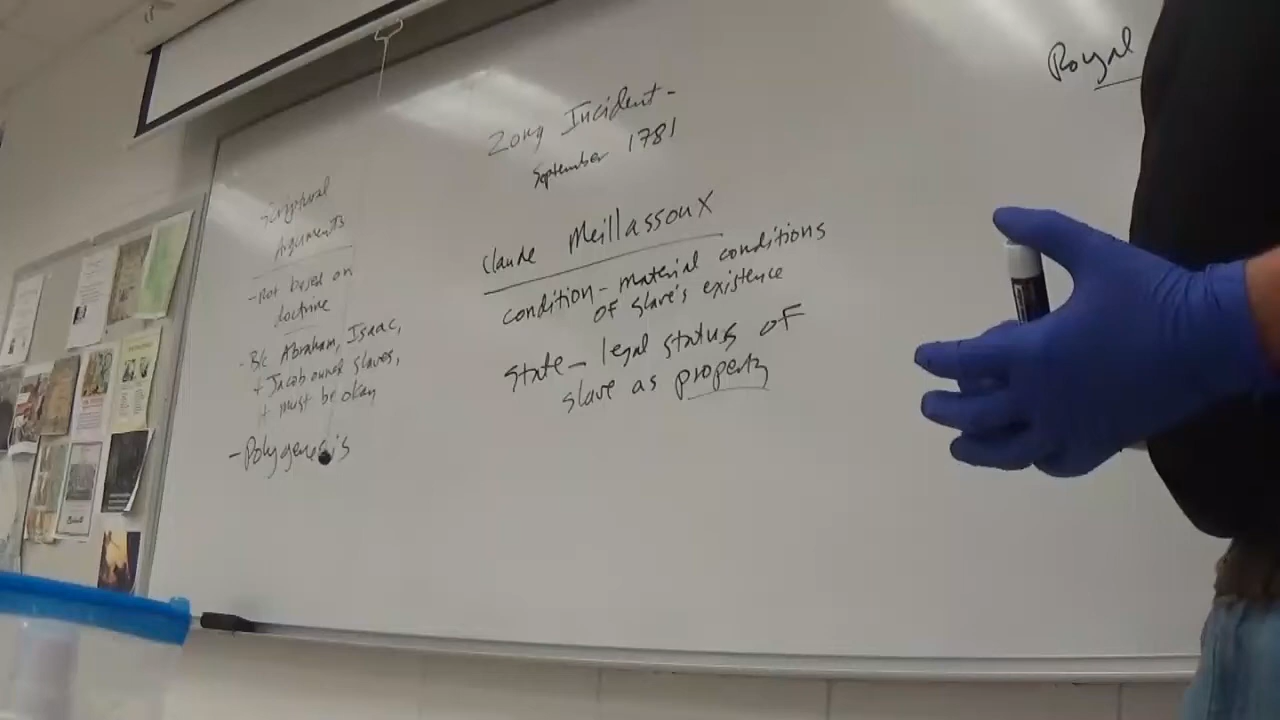 Scriptural
Arguments
- Not based on
doctrine
- B/c Abraham, Isaac,
+ Jacob owned slaves,
+ must be okay
- Polygenesis
Zong Incident -
September 1781
Claude Meillassoux
condition - material conditions
of slave's existence
State - legal status of
slave as property
Royal